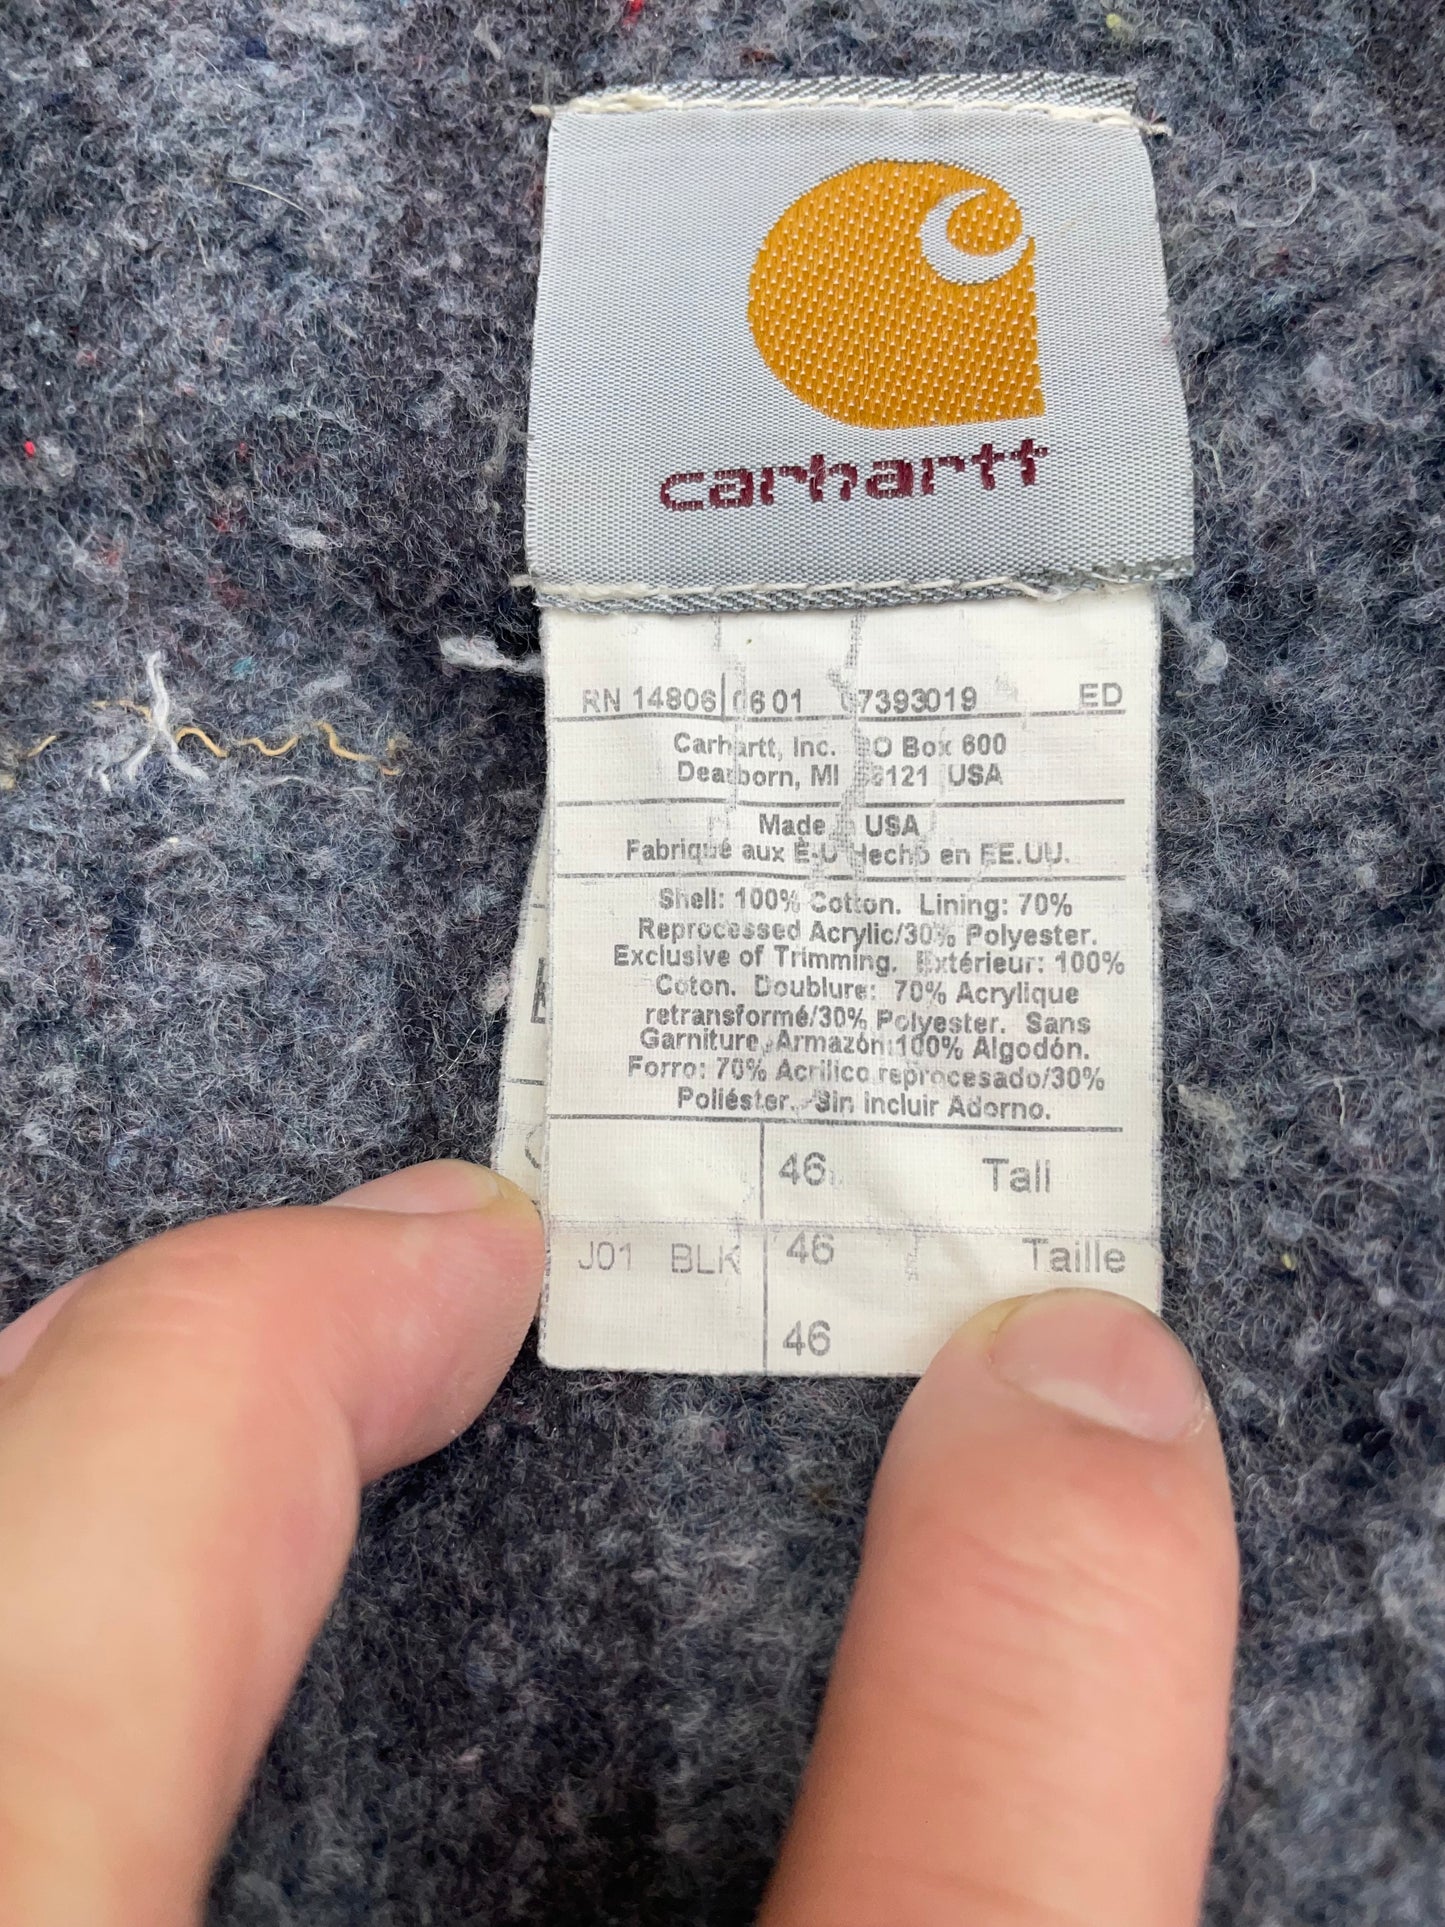 carhartt
RN 14806 0601 7393019 ED
Carhartt, Inc. PO Box 600
Dearborn, MI 121 USA
Made USA
Fabriqué aux É-U Hecho en EE.UU.
Shell: 100% Cotton. Lining: 70%
Reprocessed Acrylic/30% Polyester.
Exclusive of Trimming. Extérieur: 100%
Coton. Doublure: 70% Acrylique
retransformé/30% Polyester. Sans
Garniture. Armazón:100% Algodón.
Forro: 70% Acrílico reprocesado/30%
Poliéster. Sin incluir Adorno.
46 Tall
J01 BLK 46 Taille
46